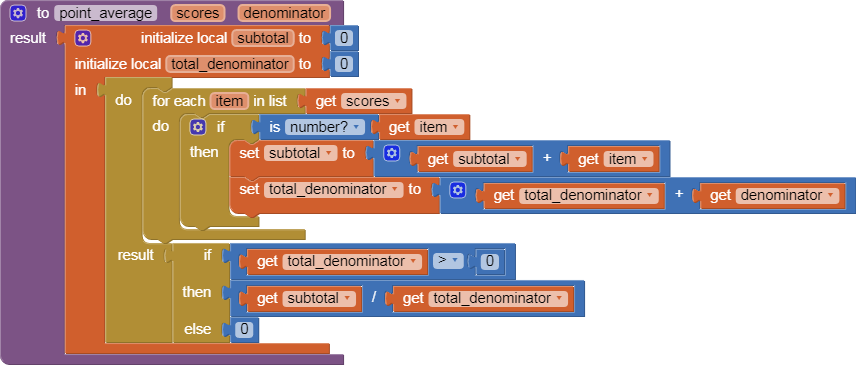 to point_average scores denominator
result initialize local subtotal to 0
initialize local total_denominator to 0
in do for each item in list get scores
do if is number? get item
then set subtotal to get subtotal + get item
set total_denominator to get total_denominator + get denominator
result if get total_denominator > 0
then get subtotal / get total_denominator
else 0